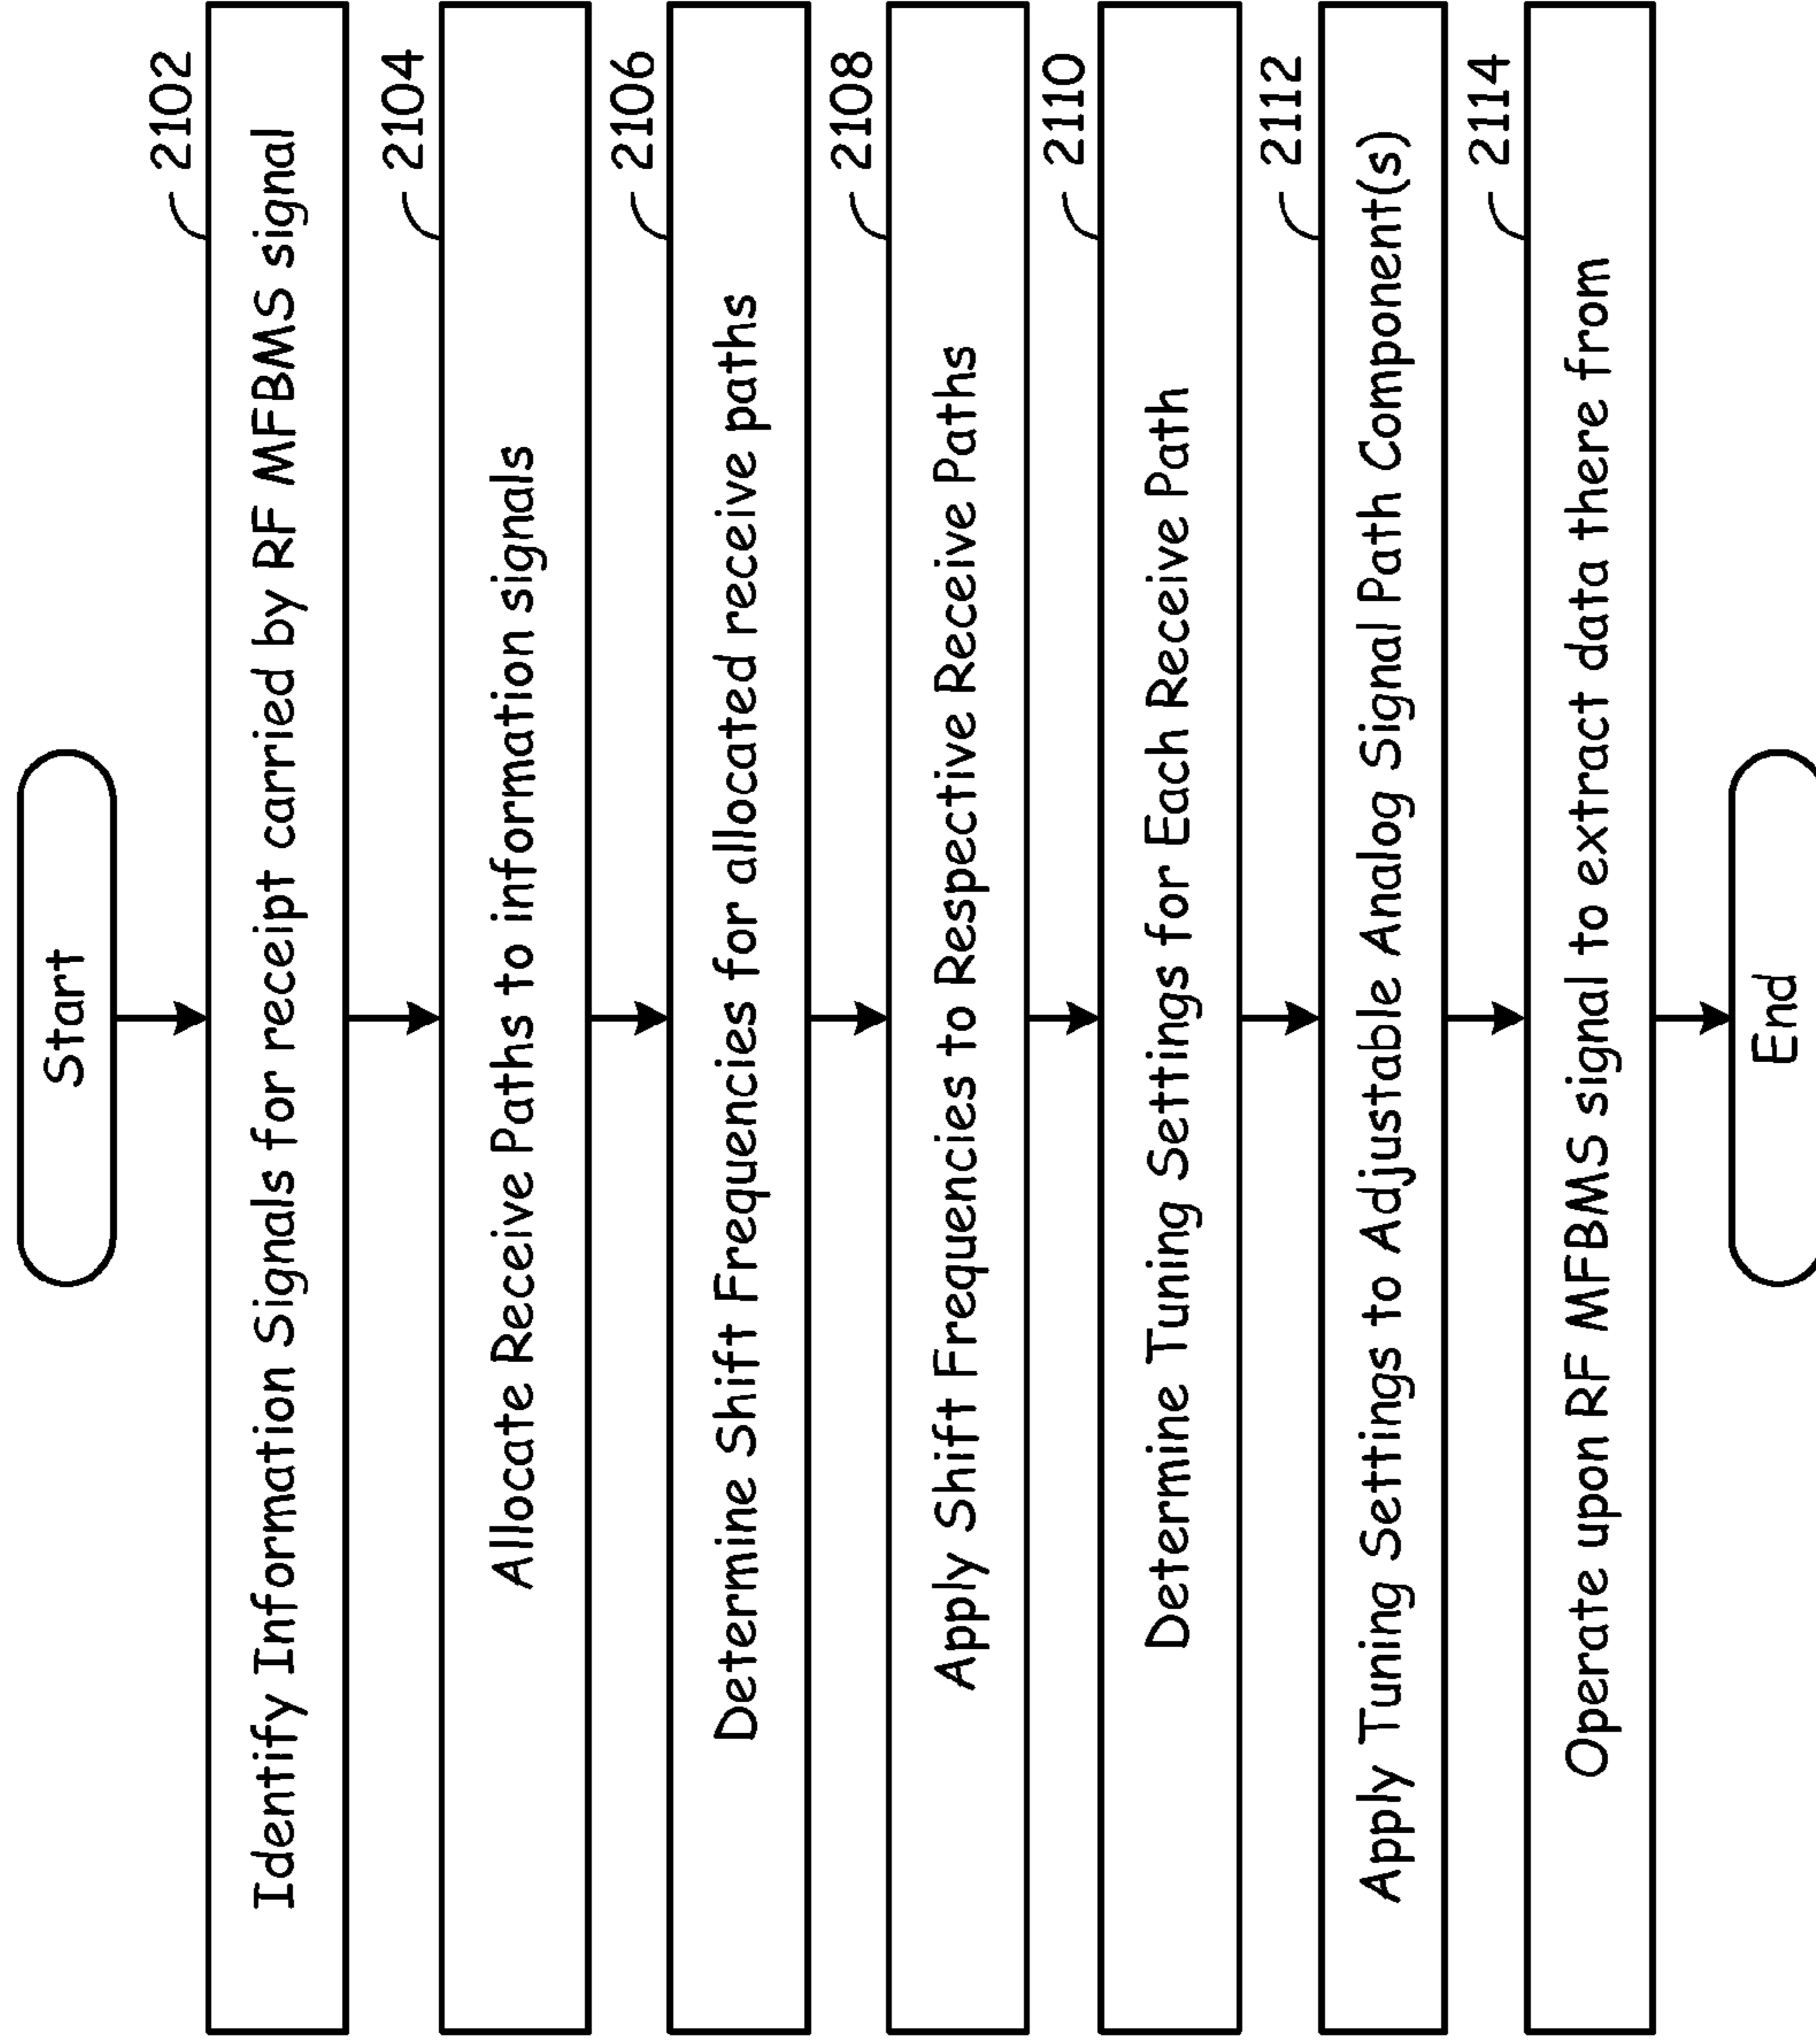 Start
2102
Identify Information Signals for receipt carried by RF MFBMS signal
2104
Allocate Receive Paths to information signals
2106
Determine Shift Frequencies for allocated receive paths
2108
Apply Shift Frequencies to Respective Receive Paths
2110
Determine Tuning Settings for Each Receive Path
2112
Apply Tuning Settings to Adjustable Analog Signal Path Component(s)
2114
Operate upon RF MFBMS signal to extract data there from
End